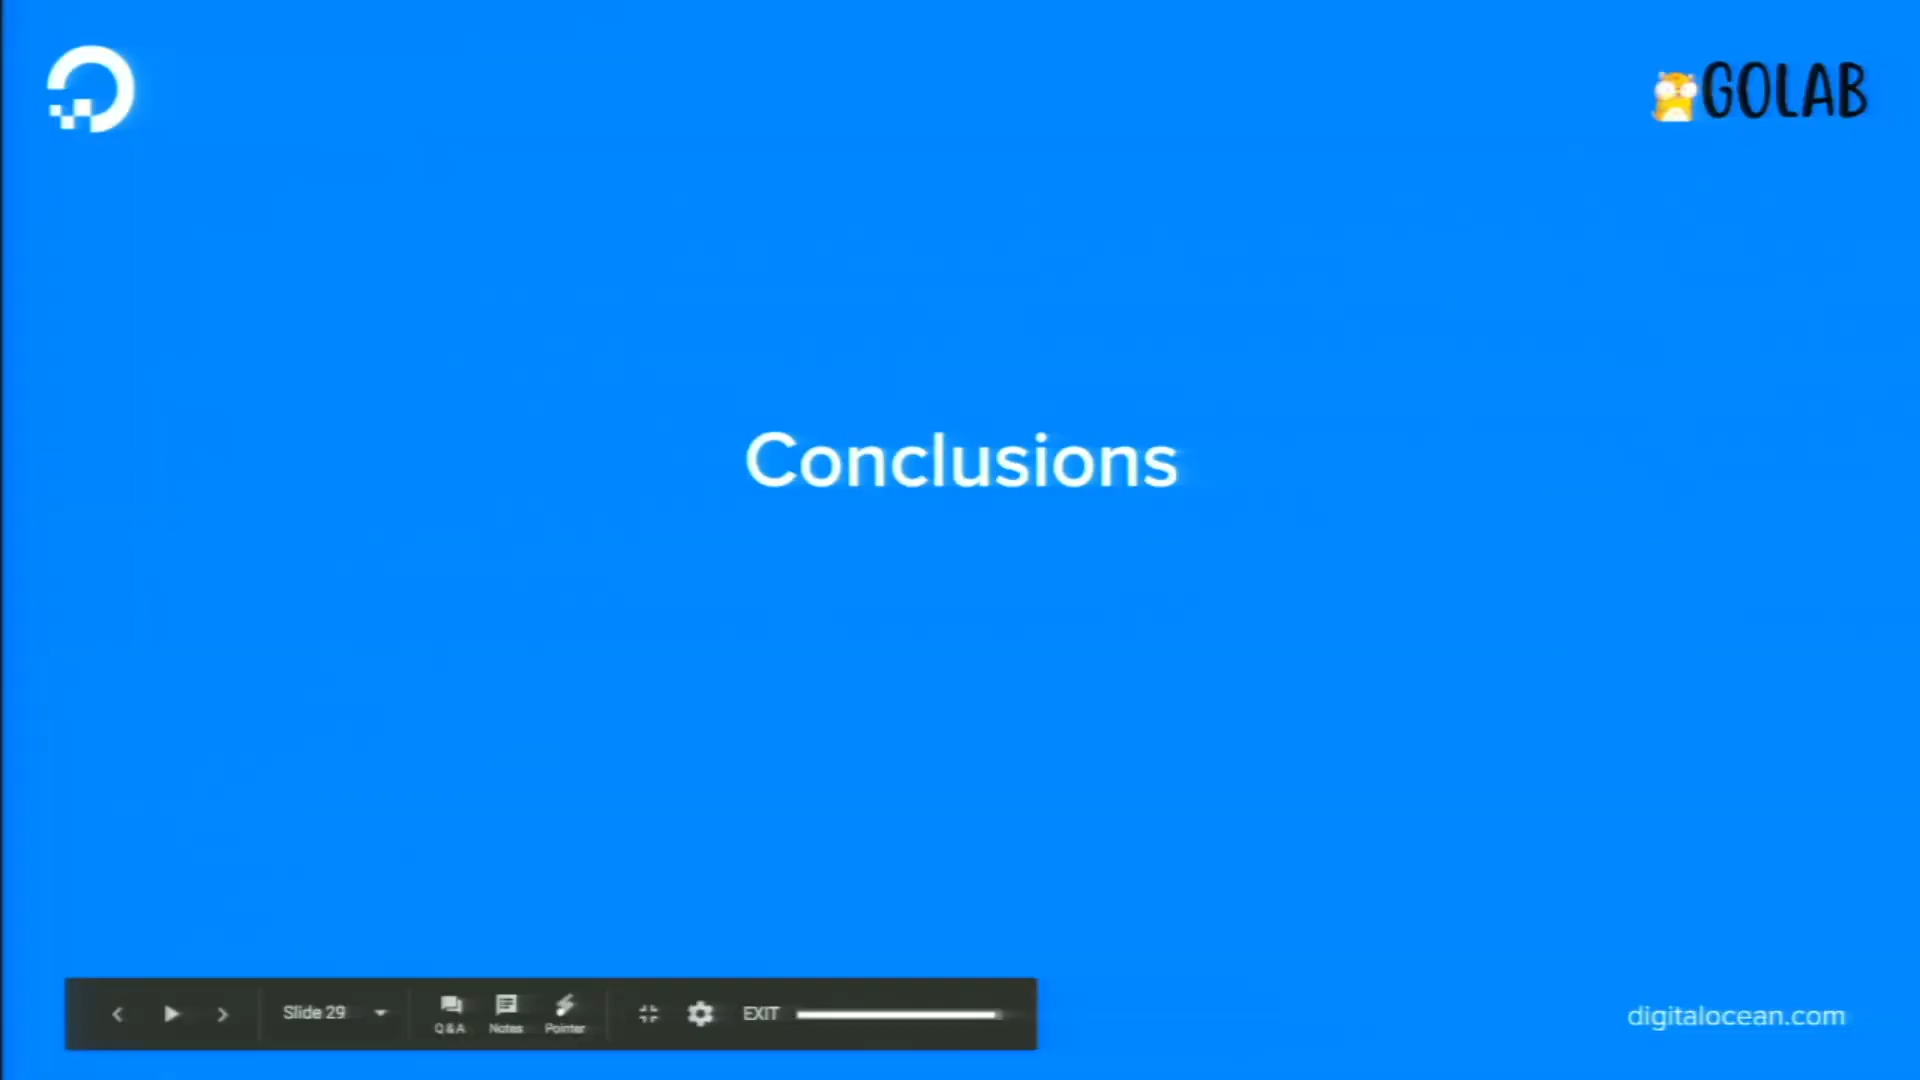 GOLAB
Conclusions
Slide 29
Q&A
Notes
Pointer
EXIT
digitalocean.com